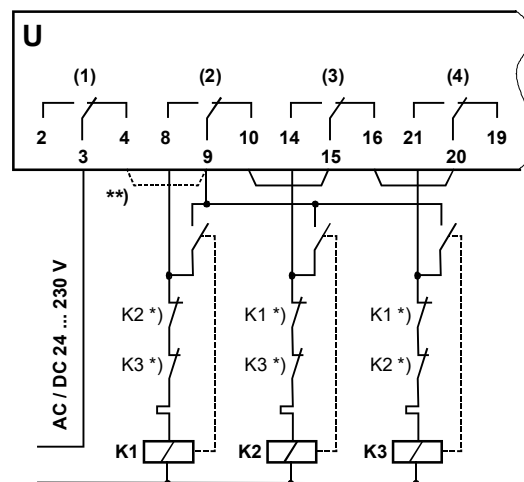 U
(1) (2) (3) (4)
2 4 8 10 14 16 21 19
3 9 15 20
**)
AC / DC 24 ... 230 V
K2 *) K1 *) K1 *)
K3 *) K3 *) K2 *)
K1 K2 K3